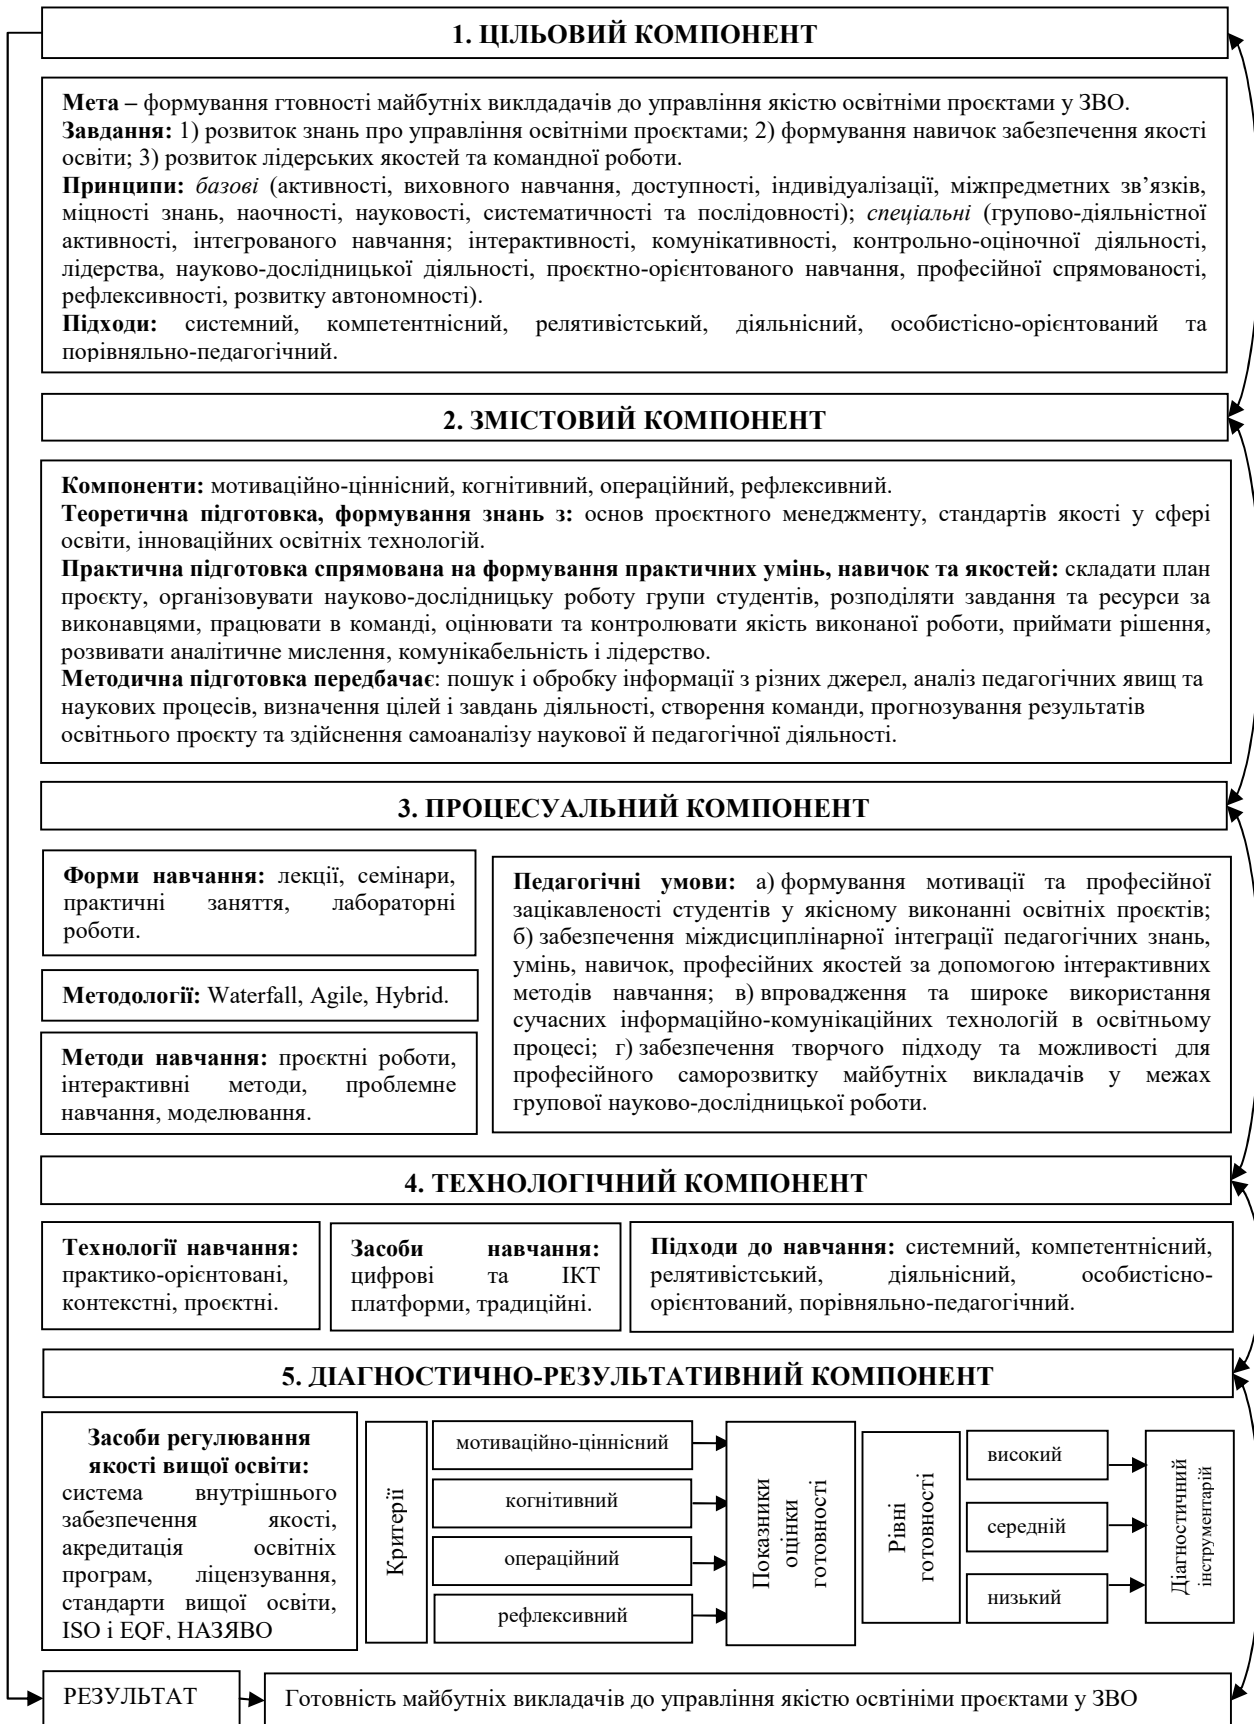 1. ЦІЛЬОВИЙ КОМПОНЕНТ
Мета – формування гтовності майбутніх виклдадачів до управління якістю освітніми проєктами у ЗВО.
Завдання: 1) розвиток знань про управління освітніми проєктами; 2) формування навичок забезпечення якості
освіти; 3) розвиток лідерських якостей та командної роботи.
Принципи: базові (активності, виховного навчання, доступності, індивідуалізації, міжпредметних зв’язків,
міцності знань, наочності, науковості, систематичності та послідовності); спеціальні (групово-діяльністної
активності, інтегрованого навчання; інтерактивності, комунікативності, контрольно-оціночної діяльності,
лідерства, науково-дослідницької діяльності, проєктно-орієнтованого навчання, професійної спрямованості,
рефлексивності, розвитку автономності).
Підходи: системний, компетентнісний, релятивістський, діяльнісний, особистісно-орієнтований та
порівняльно-педагогічний.
2. ЗМІСТОВИЙ КОМПОНЕНТ
Компоненти: мотиваційно-ціннісний, когнітивний, операційний, рефлексивний.
Теоретична підготовка, формування знань з: основ проєктного менеджменту, стандартів якості у сфері
освіти, інноваційних освітніх технологій.
Практична підготовка спрямована на формування практичних умінь, навичок та якостей: складати план
проєкту, організовувати науково-дослідницьку роботу групи студентів, розподіляти завдання та ресурси за
виконавцями, працювати в команді, оцінювати та контролювати якість виконаної роботи, приймати рішення,
розвивати аналітичне мислення, комунікабельність і лідерство.
Методична підготовка передбачає: пошук і обробку інформації з різних джерел, аналіз педагогічних явищ та
наукових процесів, визначення цілей і завдань діяльності, створення команди, прогнозування результатів
освітнього проєкту та здійснення самоаналізу наукової й педагогічної діяльності.
3. ПРОЦЕСУАЛЬНИЙ КОМПОНЕНТ
Форми навчання: лекції, семінари,
практичні заняття, лабораторні
роботи.
Методології: Waterfall, Agile, Hybrid.
Методи навчання: проєктні роботи,
інтерактивні методи, проблемне
навчання, моделювання.
Педагогічні умови: а) формування мотивації та професійної
зацікавленості студентів у якісному виконанні освітніх проєктів;
б) забезпечення міждисциплінарної інтеграції педагогічних знань,
умінь, навичок, професійних якостей за допомогою інтерактивних
методів навчання; в) впровадження та широке використання
сучасних інформаційно-комунікаційних технологій в освітньому
процесі; г) забезпечення творчого підходу та можливості для
професійного саморозвитку майбутніх викладачів у межах
групової науково-дослідницької роботи.
4. ТЕХНОЛОГІЧНИЙ КОМПОНЕНТ
Технології навчання:
практико-орієнтовані,
контекстні, проєктні.
Засоби навчання:
цифрові та ІКТ
платформи, традиційні.
Підходи до навчання: системний, компетентнісний,
релятивістський, діяльнісний, особистісно-
орієнтований, порівняльно-педагогічний.
5. ДІАГНОСТИЧНО-РЕЗУЛЬТАТИВНИЙ КОМПОНЕНТ
Засоби регулювання
якості вищої освіти:
система внутрішнього
забезпечення якості,
акредитація освітніх
програм, ліцензування,
стандарти вищої освіти,
ISO і EQF, НАЗЯВО
Критерії
мотиваційно-ціннісний
когнітивний
операційний
рефлексивний
Показники
оцінки
готовності
Рівні
готовності
високий
середній
низький
Діагностичний
інструментарій
РЕЗУЛЬТАТ
Готовність майбутніх викладачів до управління якістю освтініми проєктами у ЗВО